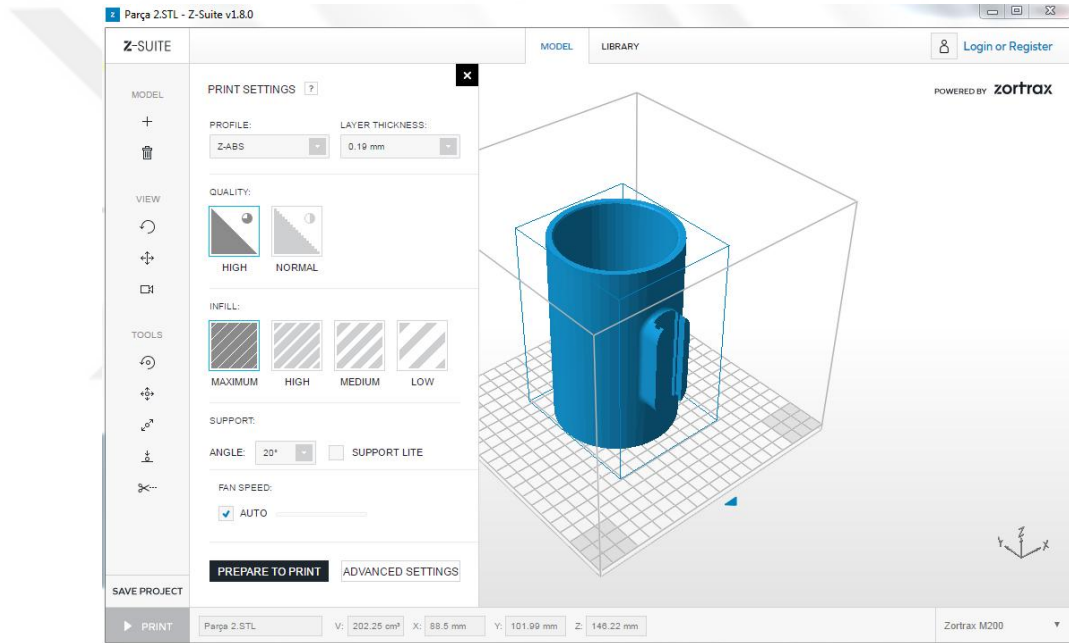 Parça 2.STL - Z-Suite v1.8.0
Z-SUITE
MODEL
LIBRARY
Login or Register
POWERED BY zortrax
MODEL
VIEW
TOOLS
SAVE PROJECT
PRINT SETTINGS ?
PROFILE: LAYER THICKNESS:
Z-ABS 0.19 mm
QUALITY:
HIGH NORMAL
INFILL:
MAXIMUM HIGH MEDIUM LOW
SUPPORT:
ANGLE: 20° SUPPORT LITE
FAN SPEED:
AUTO
PREPARE TO PRINT ADVANCED SETTINGS
Z
Y X
PRINT Parça 2.STL V: 202.25 cm³ X: 88.5 mm Y: 101.99 mm Z: 146.22 mm Zortrax M200